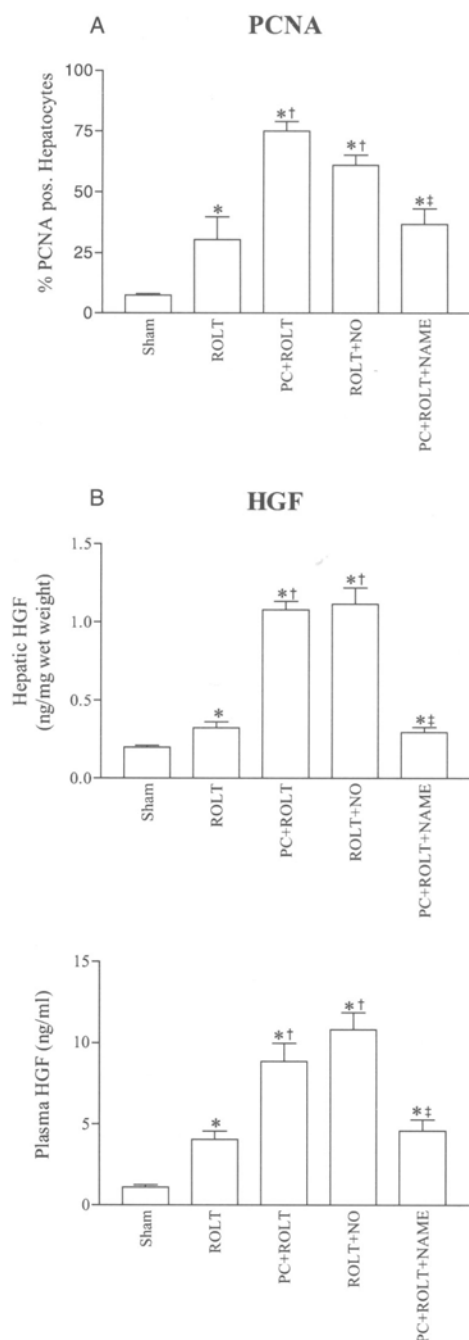 A
PCNA
% PCNA pos. Hepatocytes
100
75
50
25
0
*
*†
*†
*‡
Sham
ROLT
PC+ROLT
ROLT+NO
PC+ROLT+NAME
B
HGF
Hepatic HGF
(ng/mg wet weight)
1.5
1.0
0.5
0.0
*
*†
*†
*‡
Sham
ROLT
PC+ROLT
ROLT+NO
PC+ROLT+NAME
Plasma HGF (ng/ml)
15
10
5
0
*
*†
*†
*‡
Sham
ROLT
PC+ROLT
ROLT+NO
PC+ROLT+NAME